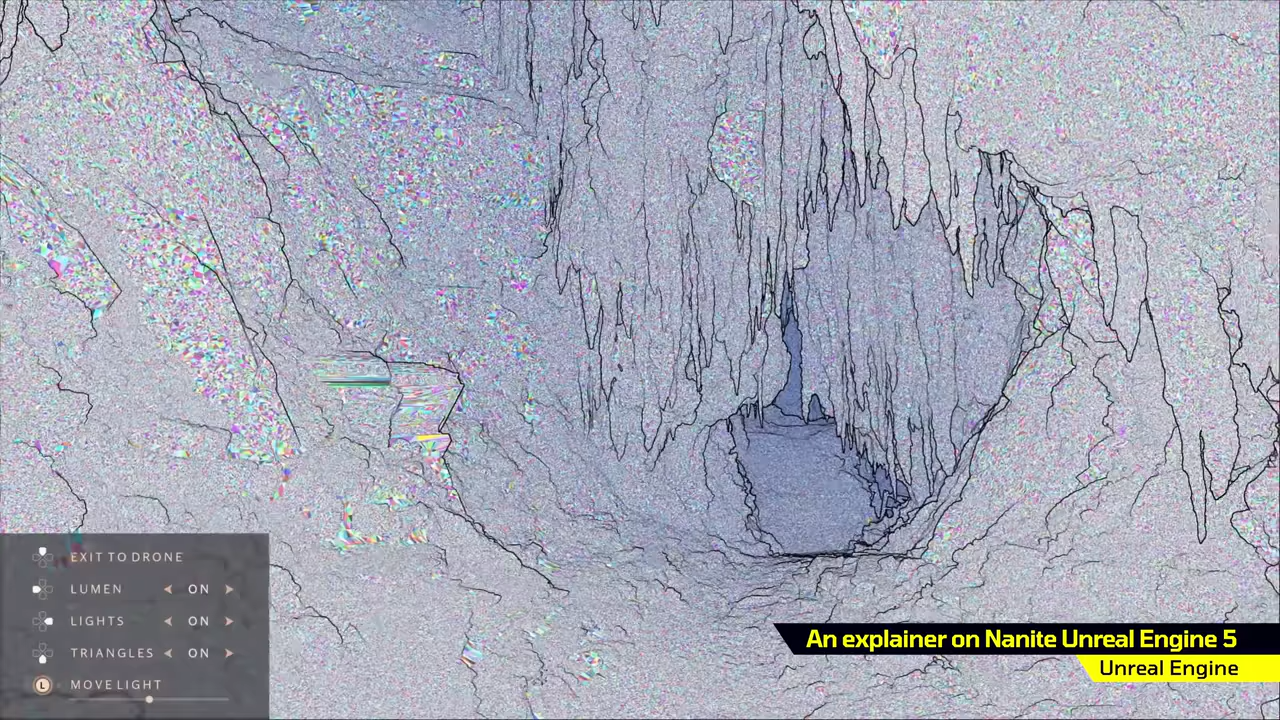 EXIT TO DRONE
LUMEN ON
LIGHTS ON
TRIANGLES ON
L MOVE LIGHT
An explainer on Nanite Unreal Engine 5
Unreal Engine